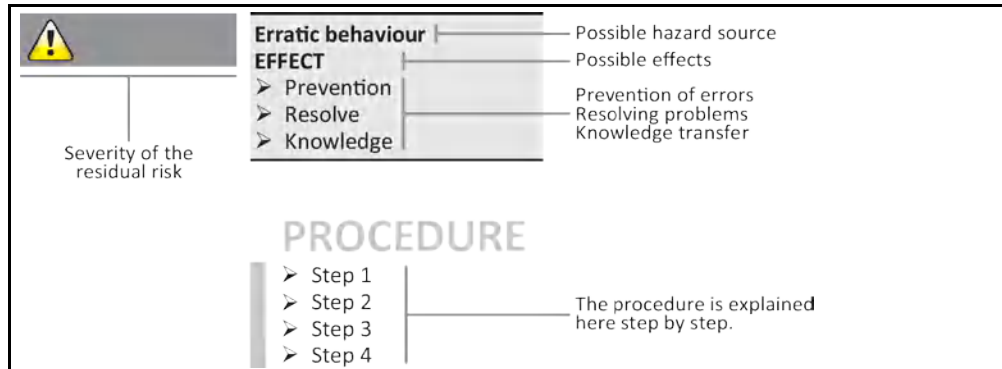 Erratic behaviour
Possible hazard source
EFFECT
Possible effects
➢ Prevention
➢ Resolve
➢ Knowledge
Prevention of errors
Resolving problems
Knowledge transfer
Severity of the
residual risk
PROCEDURE
➢ Step 1
➢ Step 2
➢ Step 3
➢ Step 4
The procedure is explained
here step by step.